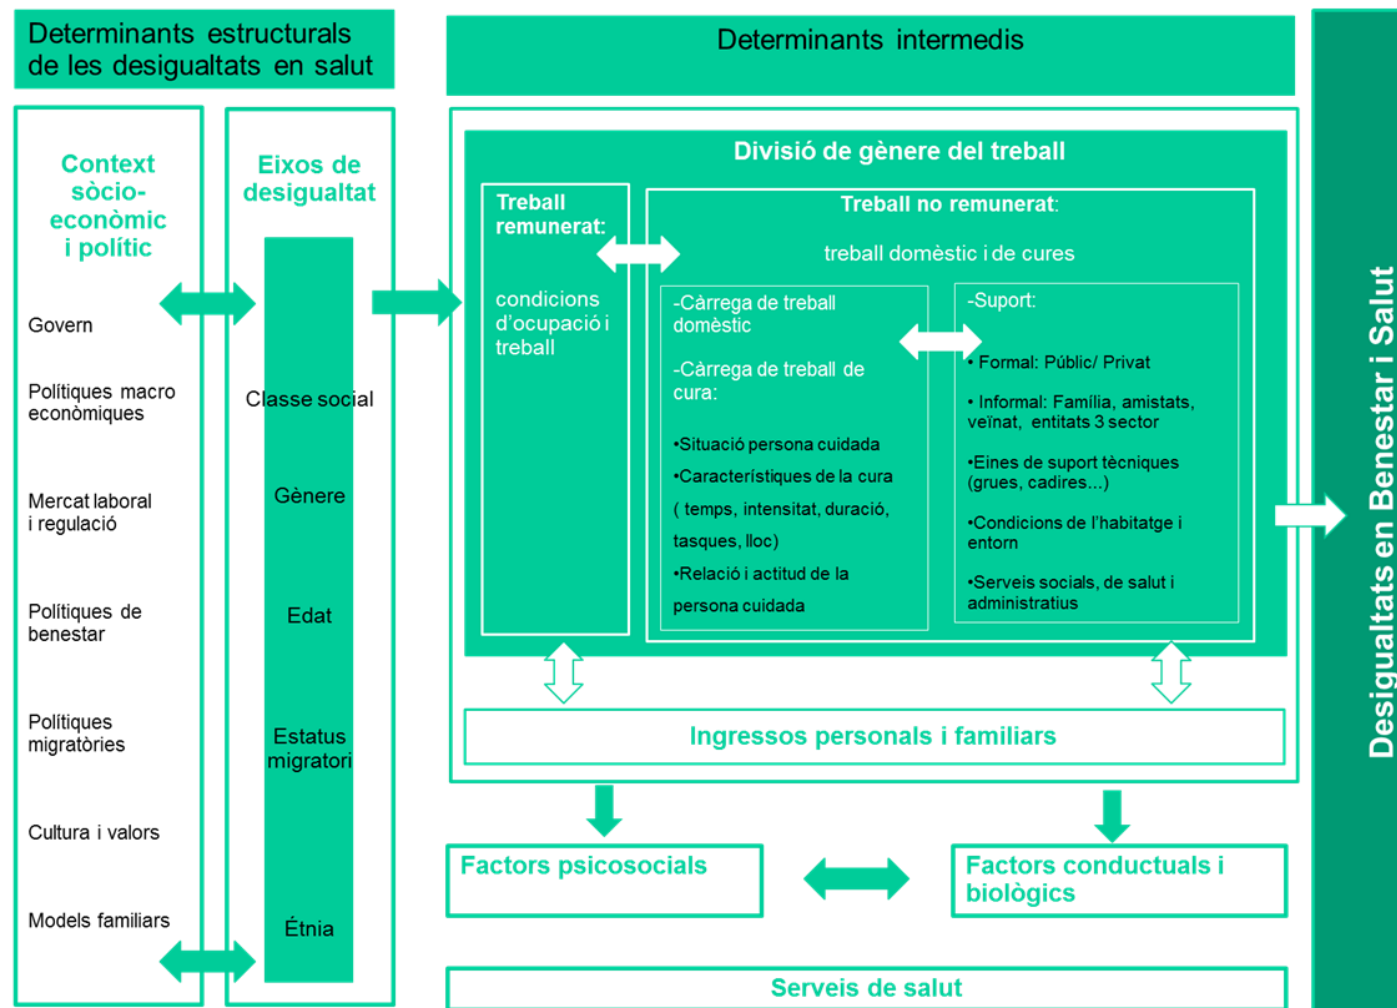 Determinants estructurals
de les desigualtats en salut
Determinants intermedis
Context
sòcio-
econòmic
i polític
Govern
Polítiques macro
econòmiques
Mercat laboral
i regulació
Polítiques de
benestar
Polítiques
migratòries
Cultura i valors
Models familiars
Eixos de
desigualtat
Classe social
Gènere
Edat
Estatus
migratori
Étnia
Divisió de gènere del treball
Treball
remunerat:
condicions
d'ocupació i
treball
Treball no remunerat:
treball domèstic i de cures
-Càrrega de treball
domèstic
-Càrrega de treball de
cura:
•Situació persona cuidada
•Característiques de la cura
( temps, intensitat, duració,
tasques, lloc)
•Relació i actitud de la
persona cuidada
-Suport:
• Formal: Públic/ Privat
• Informal: Família, amistats,
veïnat, entitats 3 sector
•Eines de suport tècniques
(grues, cadires...)
•Condicions de l'habitatge i
entorn
•Serveis socials, de salut i
administratius
Ingressos personals i familiars
Factors psicosocials
Factors conductuals i
biològics
Serveis de salut
Desigualtats en Benestar i Salut